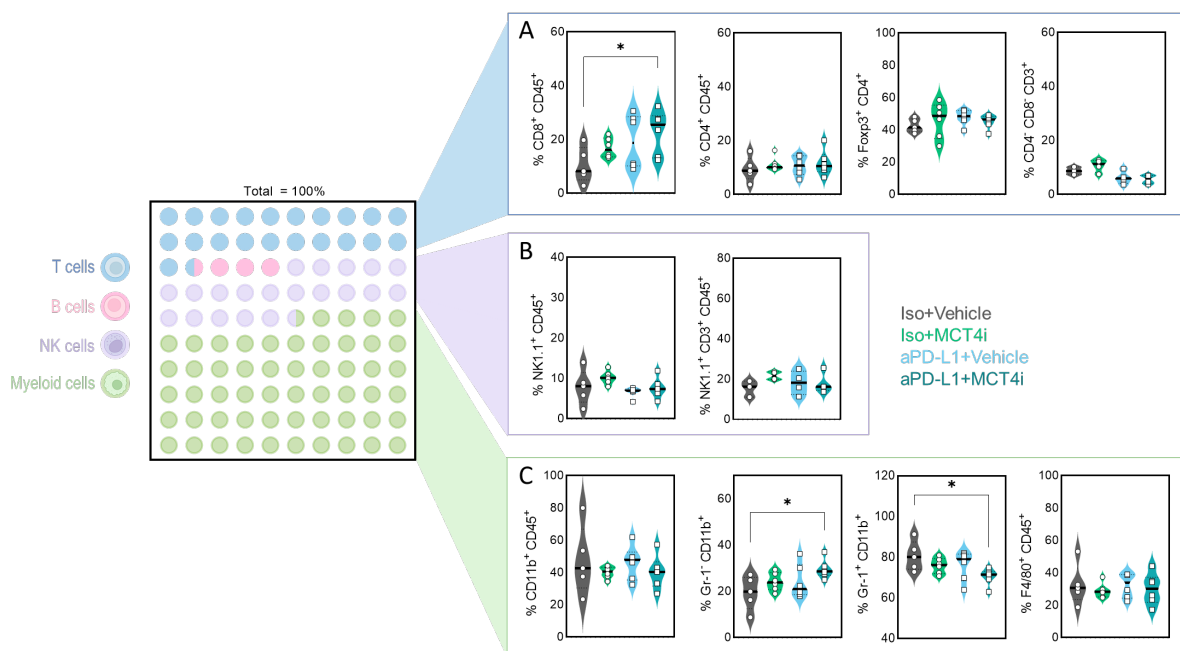 A
60
40
20
0
% CD8⁺ CD45⁺
*
60
40
20
0
% CD4⁺ CD45⁺
100
80
60
40
20
0
% Foxp3⁺ CD4⁺
60
40
20
0
% CD4⁻ CD8⁻ CD3⁺
Total = 100%
T cells
B cells
NK cells
Myeloid cells
B
40
30
20
10
0
% NK1.1⁺ CD45⁺
80
60
40
20
0
% NK1.1⁺ CD3⁺ CD45⁺
Iso+Vehicle
Iso+MCT4i
aPD-L1+Vehicle
aPD-L1+MCT4i
C
100
80
60
40
20
0
% CD11b⁺ CD45⁺
60
40
20
0
% Gr-1⁻ CD11b⁺
*
120
100
80
60
40
% Gr-1⁺ CD11b⁺
*
100
80
60
40
20
0
% F4/80⁺ CD45⁺